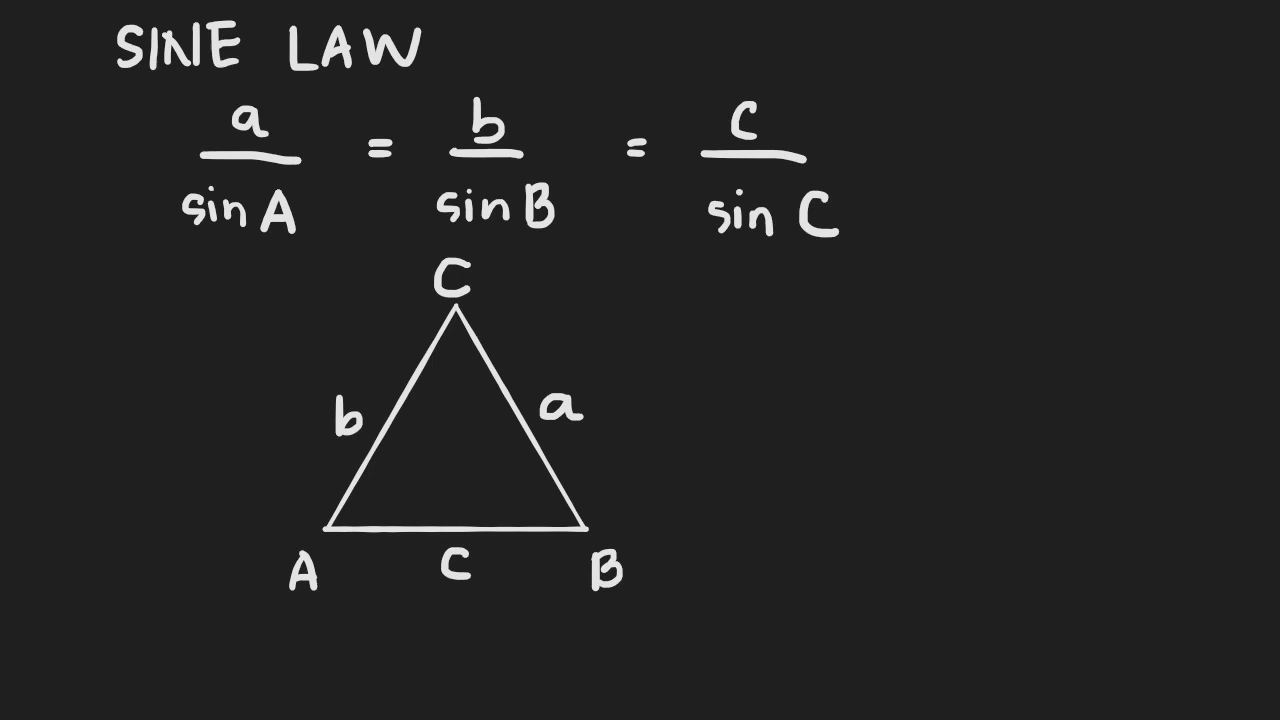 SINE LAW
a/sin A = b/sin B = c/sin C
C
b a
A c B